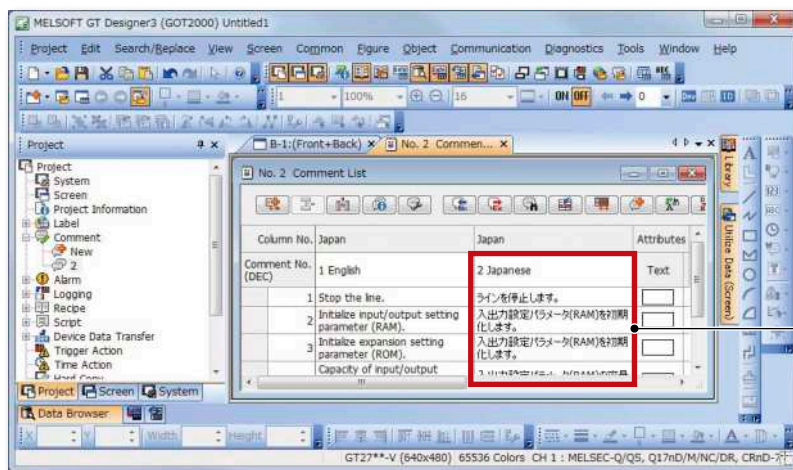 MELSOFT GT Designer3 (GOT2000) Untitled1
Project Edit Search/Replace View Screen Common Figure Object Communication Diagnostics Tools Window Help
1 100% 16 ON OFF 0
Project
B-1:(Front+Back) No. 2 Commen...
Project
System
Screen
Project Information
Label
Comment
New
2
Alarm
Logging
Recipe
Script
Device Data Transfer
Trigger Action
Time Action
Hard Copy
Project Screen System
No. 2 Comment List
Column No. Japan Japan Attributes
Comment No. (DEC) 1 English 2 Japanese Text
1 Stop the line. ラインを停止します。
2 Initialize input/output setting parameter (RAM). 入出力設定パラメータ(RAM)を初期化します。
3 Initialize expansion setting parameter (ROM). 入出力設定パラメータ(RAM)を初期化します。
Capacity of input/output
Library
Utilize Data (Screen)
Data Browser
X Y Width Height
GT27**-V (640x480) 65536 Colors CH 1 : MELSEC-Q/QS, Q17nD/M/NC/DR, CRnD-7